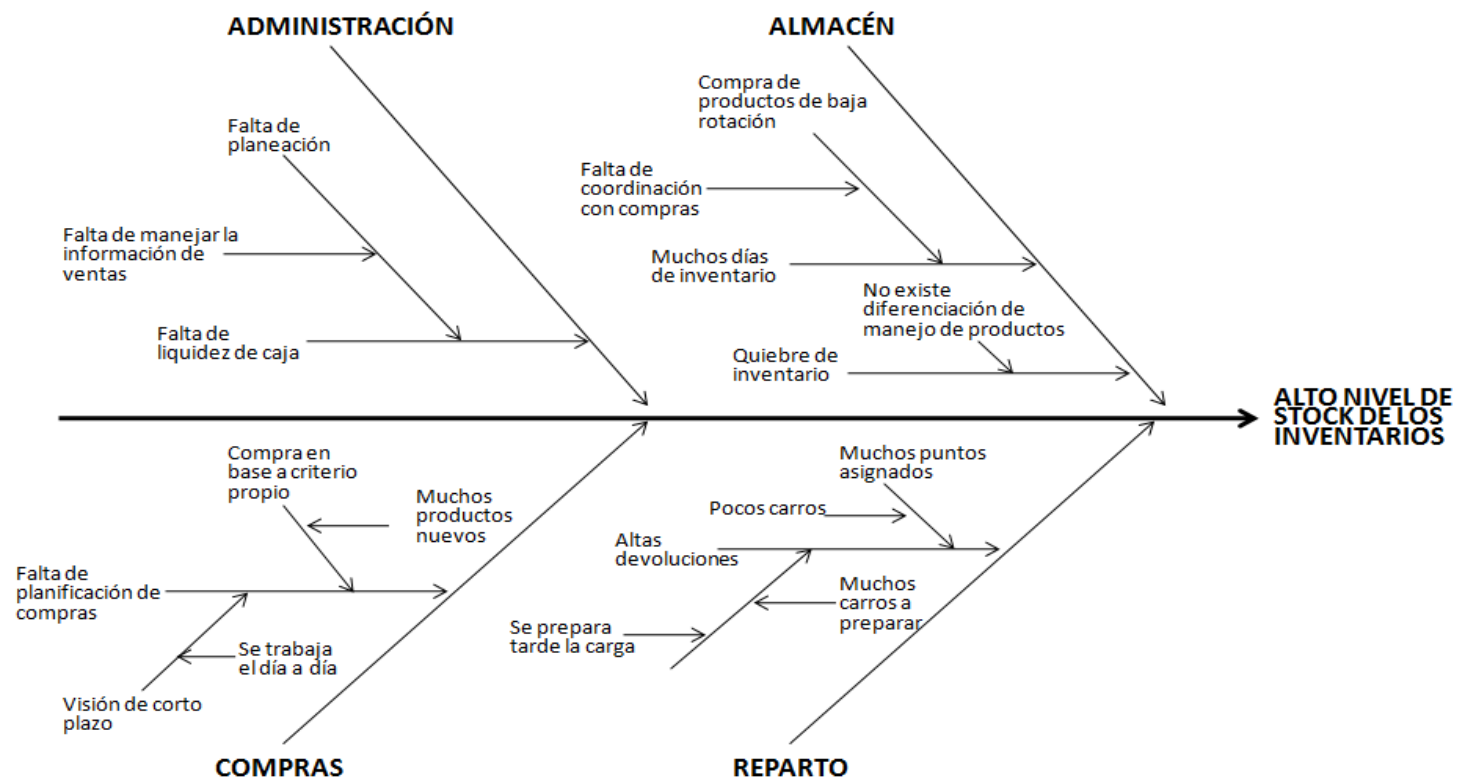 ADMINISTRACIÓN
ALMACÉN
Compra de
productos de baja
rotación
Falta de
planeación
Falta de
coordinación
con compras
Falta de manejar la
información de
ventas
Muchos días
de inventario
No existe
diferenciación de
manejo de productos
Falta de
liquidez de caja
Quiebre de
inventario
ALTO NIVEL DE
STOCK DE LOS
INVENTARIOS
Compra en
base a criterio
propio
Muchos
productos
nuevos
Muchos puntos
asignados
Pocos carros
Altas
devoluciones
Falta de
planificación de
compras
Muchos
carros a
preparar
Se prepara
tarde la carga
Se trabaja
el día a día
Visión de corto
plazo
COMPRAS
REPARTO